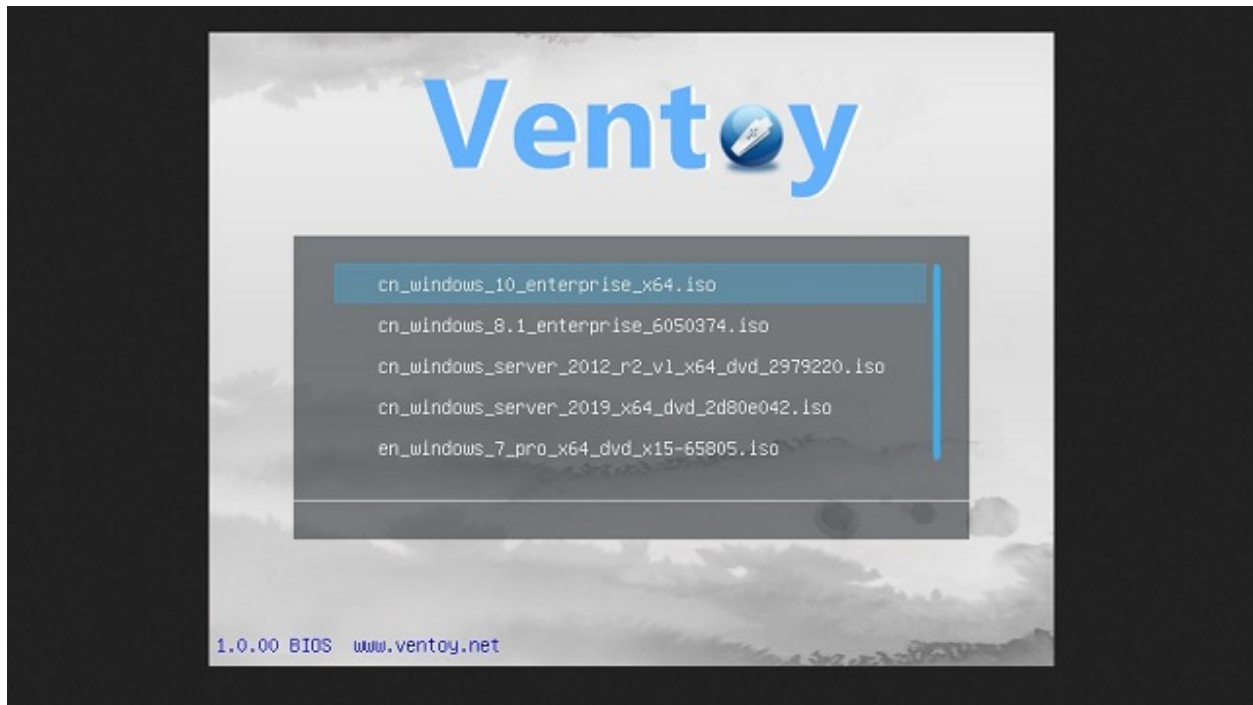 Ventoy
cn_windows_10_enterprise_x64.iso
cn_windows_8.1_enterprise_6050374.iso
cn_windows_server_2012_r2_vl_x64_dvd_2979220.iso
cn_windows_server_2019_x64_dvd_2d80e042.iso
en_windows_7_pro_x64_dvd_x15-65805.iso
1.0.00 BIOS www.ventoy.net